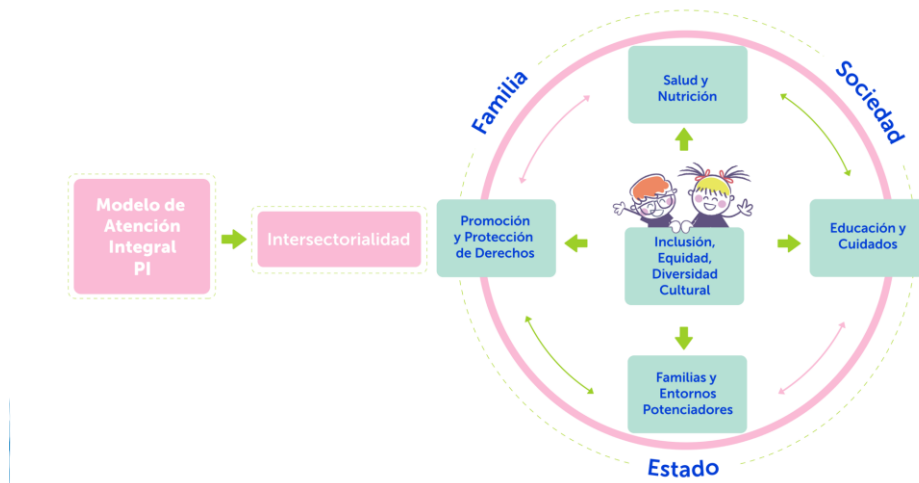 Familia
Sociedad
Salud y
Nutrición
Modelo de
Atención
Integral
PI
Intersectorialidad
Promoción
y Protección
de Derechos
Inclusión,
Equidad,
Diversidad
Cultural
Educación y
Cuidados
Familias y
Entornos
Potenciadores
Estado